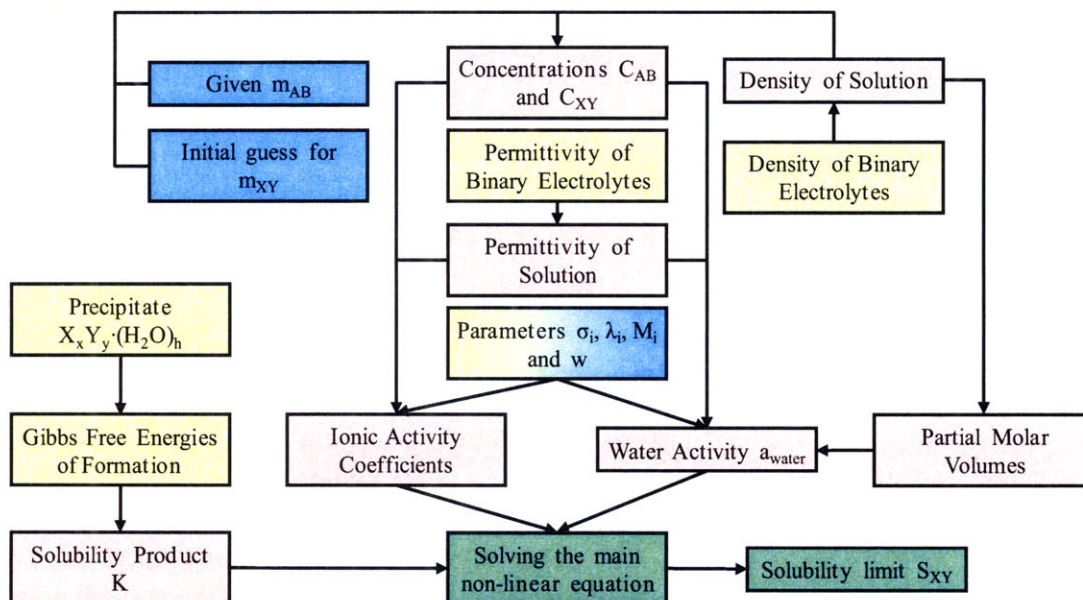 Given m_AB
Initial guess for
m_XY
Concentrations C_AB
and C_XY
Permittivity of
Binary Electrolytes
Permittivity of
Solution
Parameters σ_i, λ_i, M_i
and w
Density of Solution
Density of Binary
Electrolytes
Precipitate
X_xY_y·(H₂O)_h
Gibbs Free Energies
of Formation
Solubility Product
K
Ionic Activity
Coefficients
Water Activity a_water
Partial Molar
Volumes
Solving the main
non-linear equation
Solubility limit S_XY